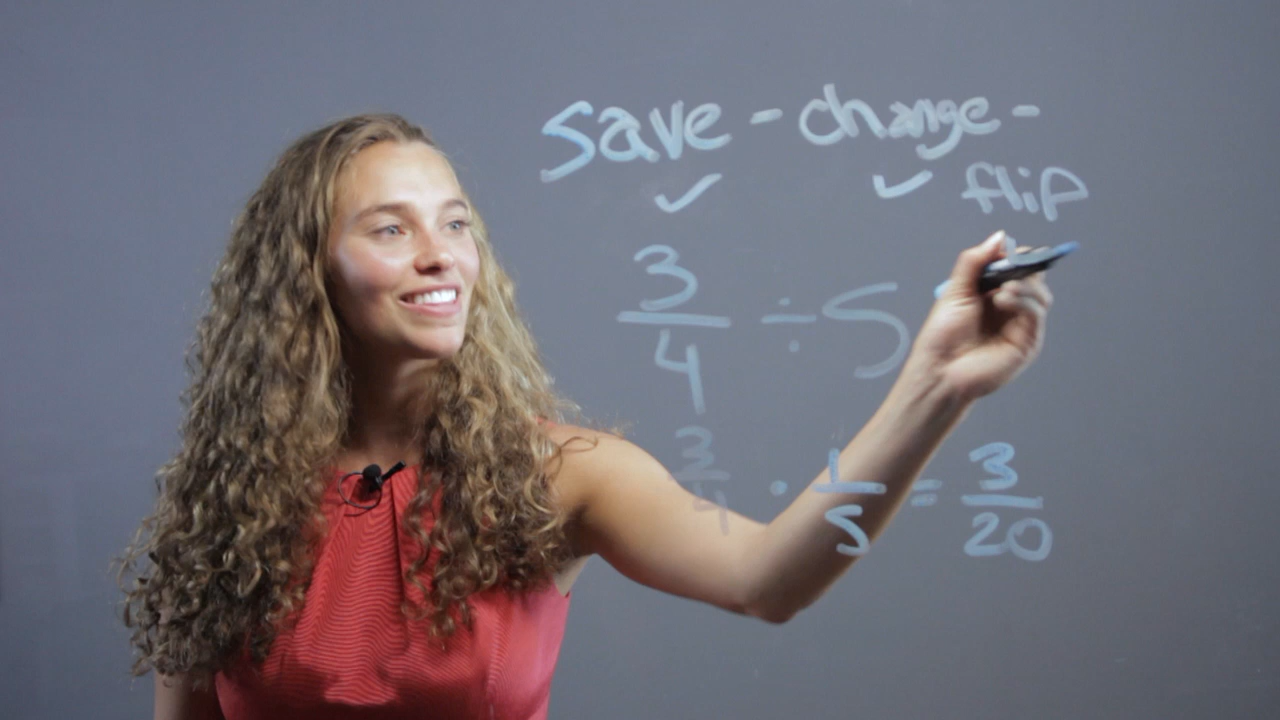 save - change -
✓ ✓ flip
3/4 ÷ 5
3/4 · 1/5 = 3/20